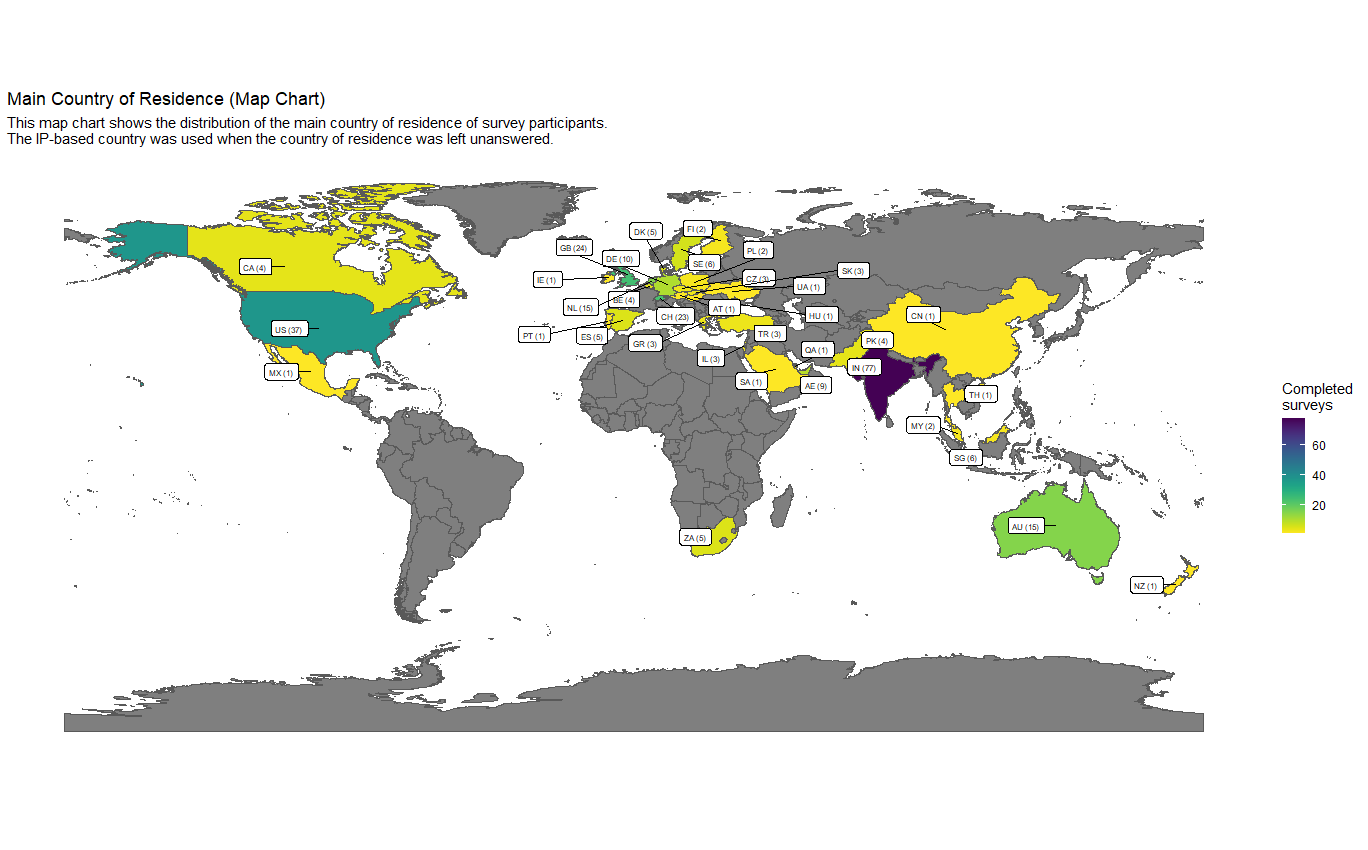 Main Country of Residence (Map Chart)
This map chart shows the distribution of the main country of residence of survey participants.
The IP-based country was used when the country of residence was left unanswered.
DK (5)
FI (2)
GB (24)
DE (10)
PL (2)
SE (6)
CA (4)
IE (1)
CZ (3)
SK (3)
UA (1)
BE (4)
NL (15)
AT (1)
CH (23)
HU (1)
CN (1)
US (37)
PT (1)
ES (5)
GR (3)
TR (3)
PK (4)
QA (1)
IL (3)
IN (77)
MX (1)
SA (1)
AE (9)
TH (1)
MY (2)
SG (6)
AU (15)
ZA (5)
NZ (1)
Completed
surveys
60
40
20